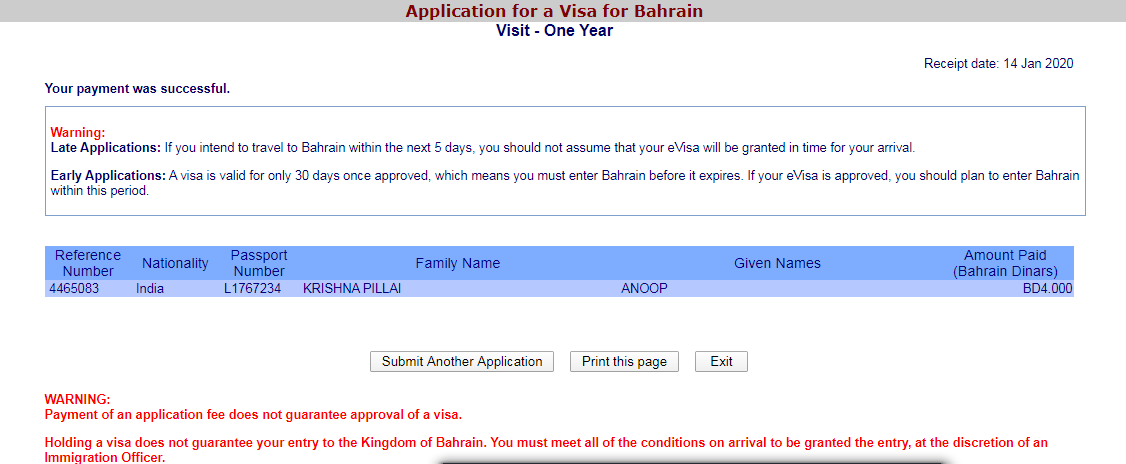 Application for a Visa for Bahrain
Visit - One Year
Receipt date: 14 Jan 2020
Your payment was successful.
Warning:
Late Applications: If you intend to travel to Bahrain within the next 5 days, you should not assume that your eVisa will be granted in time for your arrival.
Early Applications: A visa is valid for only 30 days once approved, which means you must enter Bahrain before it expires. If your eVisa is approved, you should plan to enter Bahrain
within this period.
Reference Number Nationality Passport Number Family Name Given Names Amount Paid (Bahrain Dinars)
4465083 India L1767234 KRISHNA PILLAI ANOOP BD4.000
Submit Another Application Print this page Exit
WARNING:
Payment of an application fee does not guarantee approval of a visa.
Holding a visa does not guarantee your entry to the Kingdom of Bahrain. You must meet all of the conditions on arrival to be granted the entry, at the discretion of an
Immigration Officer.